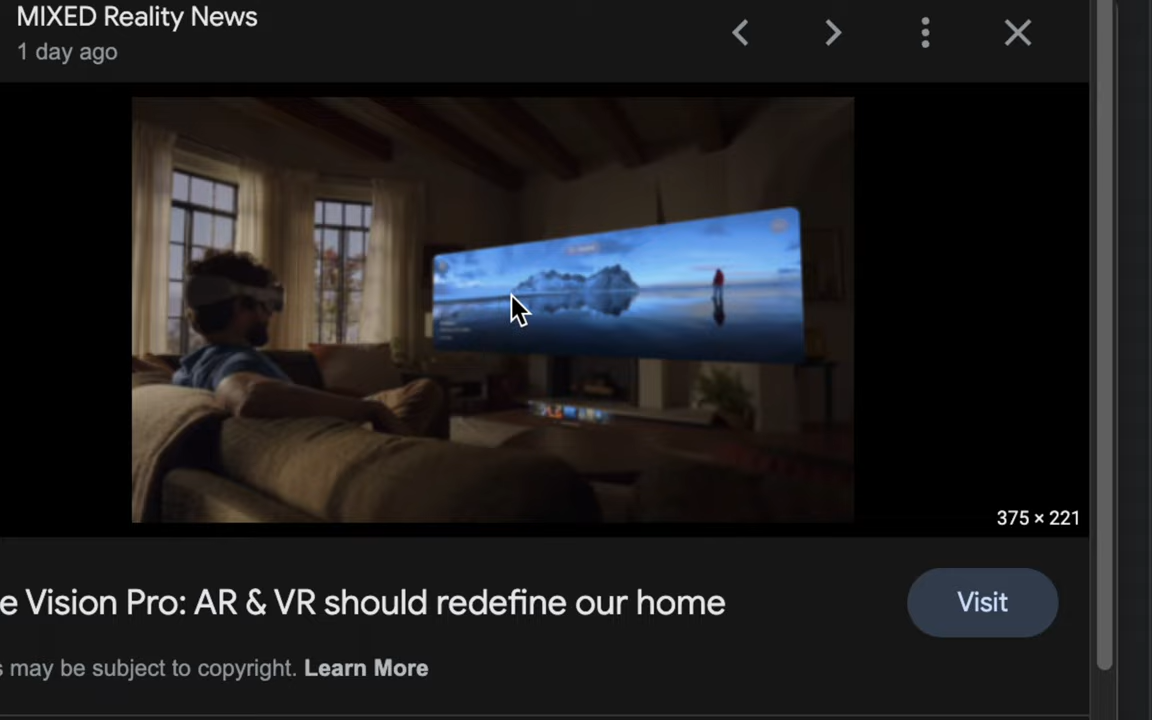 MIXED Reality News
1 day ago
375 × 221
e Vision Pro: AR & VR should redefine our home
Visit
s may be subject to copyright. Learn More